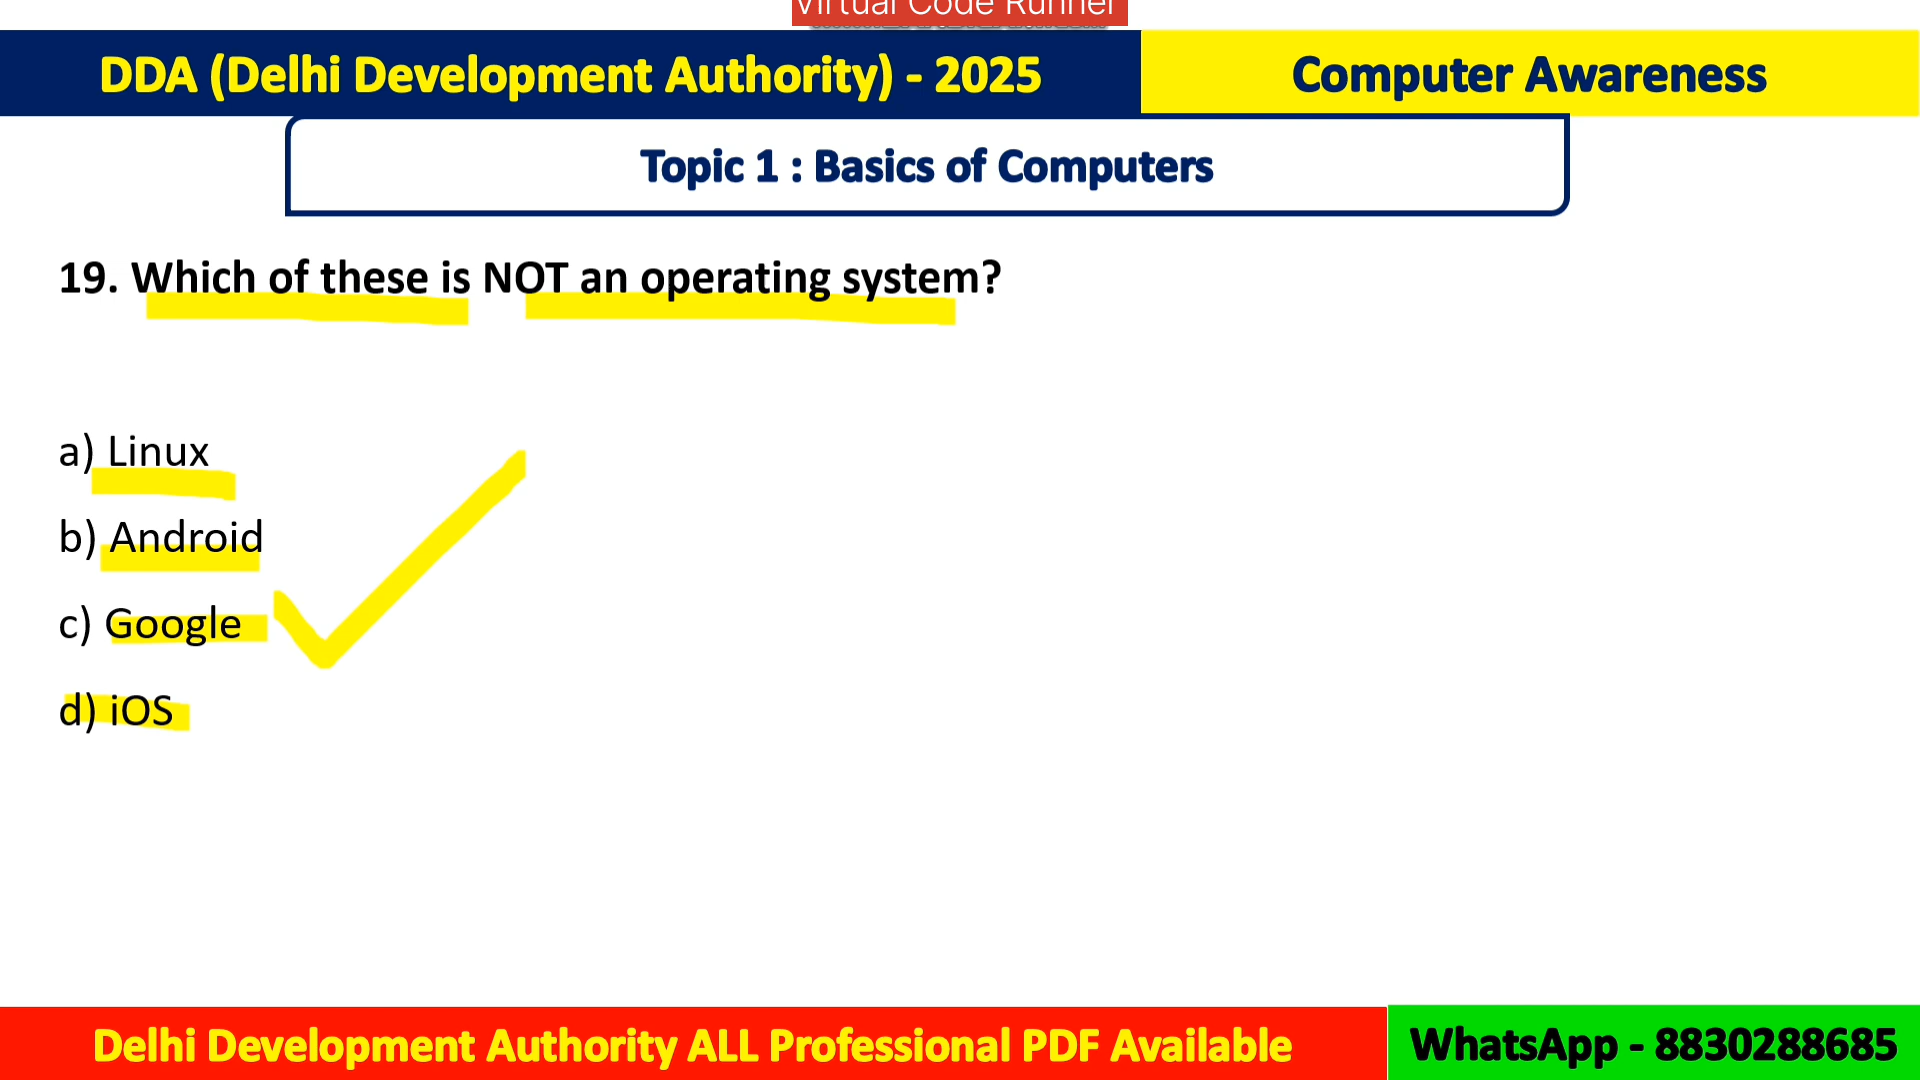 Virtual Code Runner
DDA (Delhi Development Authority) - 2025
Computer Awareness
Topic 1 : Basics of Computers
19. Which of these is NOT an operating system?
a) Linux
b) Android
c) Google
d) iOS
Delhi Development Authority ALL Professional PDF Available
WhatsApp - 8830288685